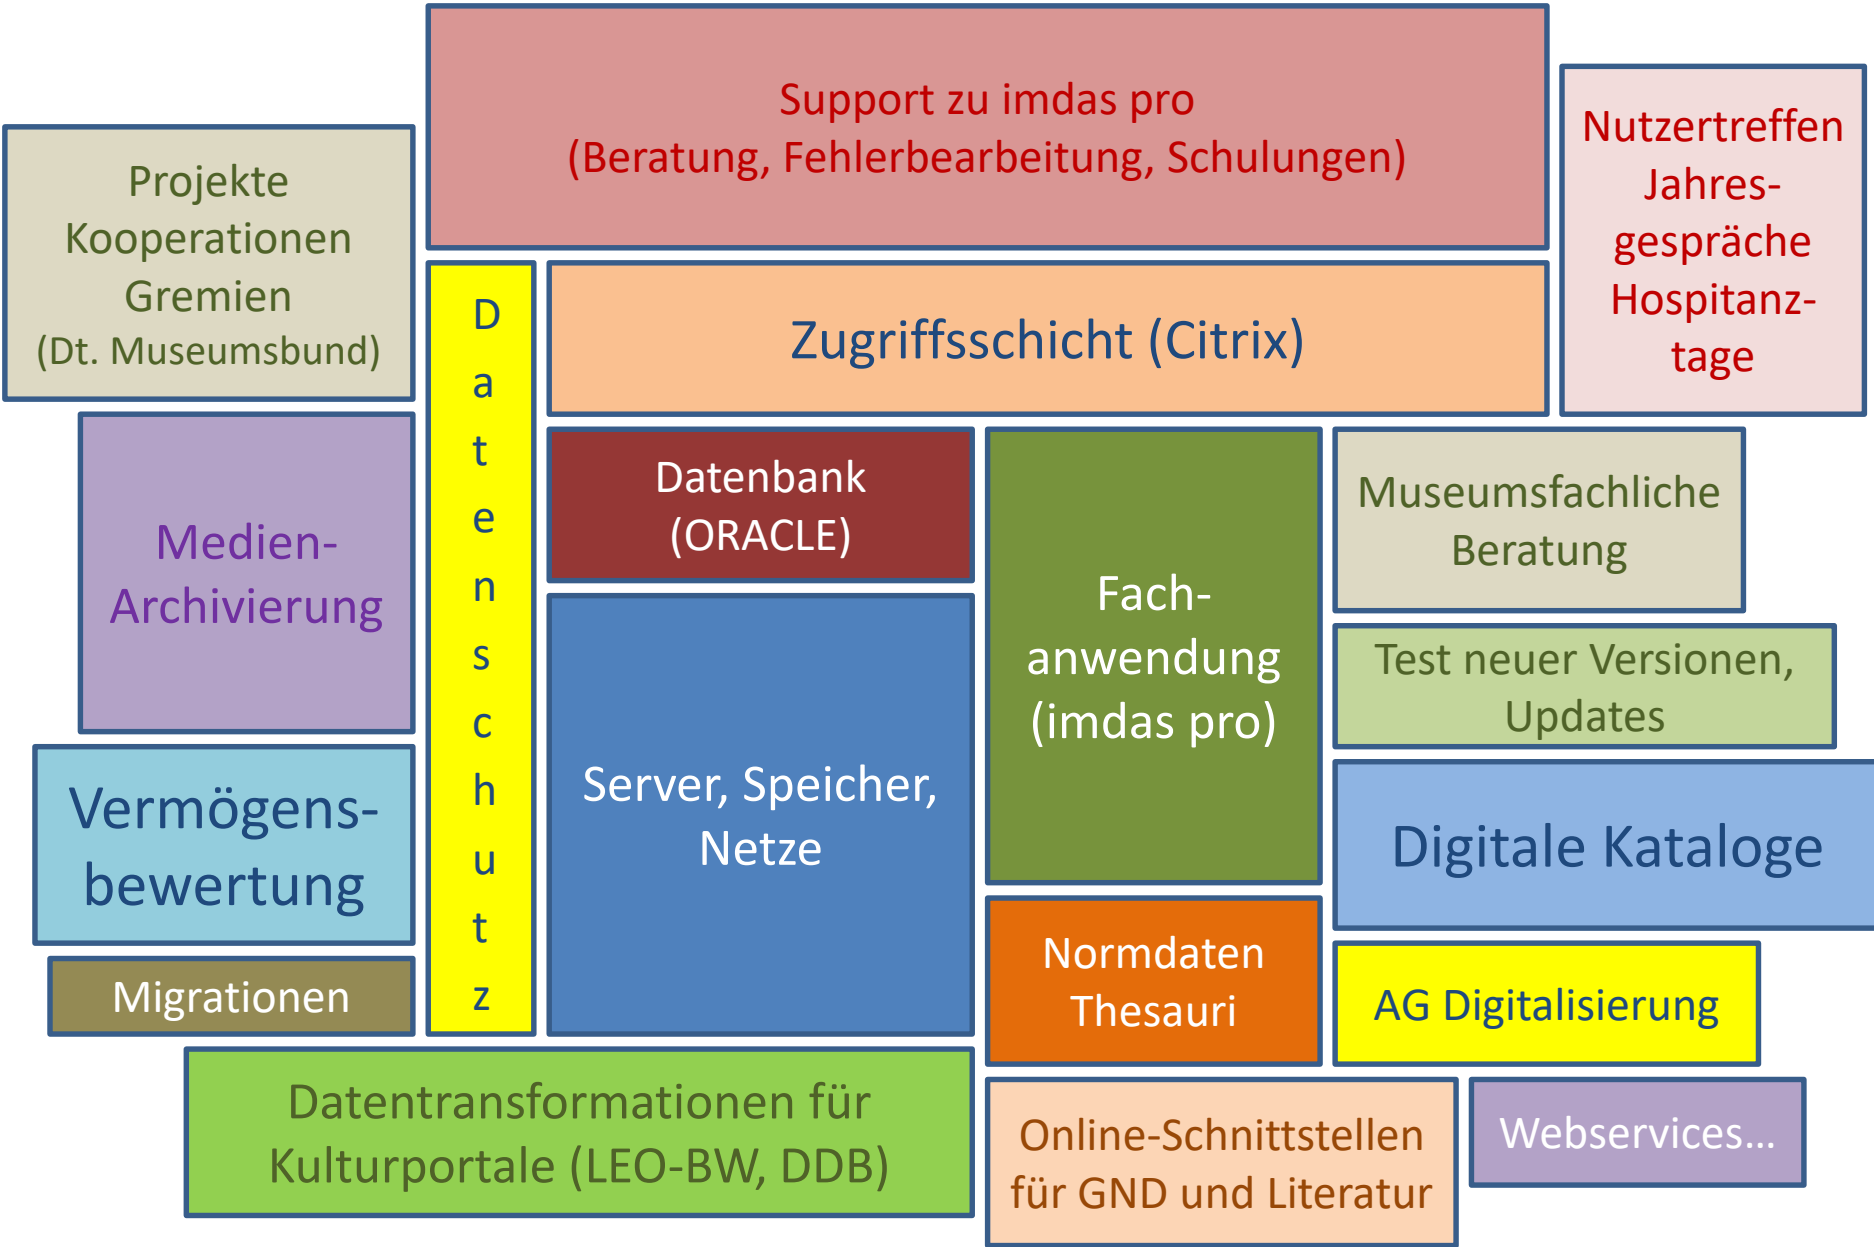 Support zu imdas pro
(Beratung, Fehlerbearbeitung, Schulungen)
Nutzertreffen
Jahres-
gespräche
Hospitanz-
tage
Projekte
Kooperationen
Gremien
(Dt. Museumsbund)
Datenschutz
Zugriffsschicht (Citrix)
Medien-
Archivierung
Datenbank
(ORACLE)
Fach-
anwendung
(imdas pro)
Museumsfachliche
Beratung
Test neuer Versionen,
Updates
Server, Speicher,
Netze
Vermögens-
bewertung
Digitale Kataloge
Migrationen
Normdaten
Thesauri
AG Digitalisierung
Datentransformationen für
Kulturportale (LEO-BW, DDB)
Online-Schnittstellen
für GND und Literatur
Webservices...